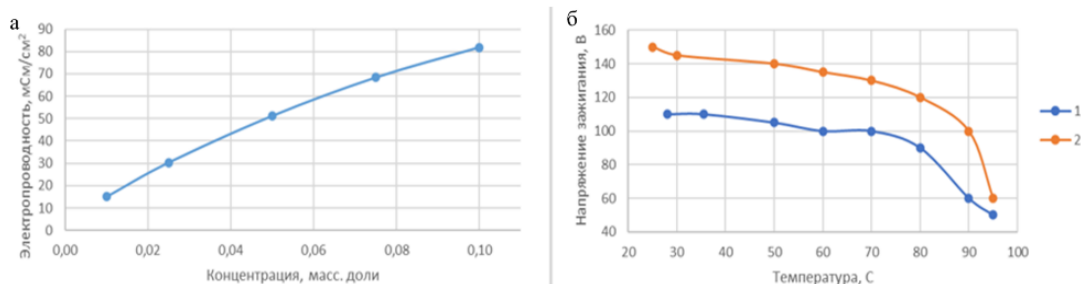 а
Электропроводность, мСм/см²
90
80
70
60
50
40
30
20
10
0
0,00 0,02 0,04 0,06 0,08 0,10
Концентрация, масс. доли
б
Напряжение зажигания, В
160
140
120
100
80
60
40
20 30 40 50 60 70 80 90 100
Температура, С
1
2